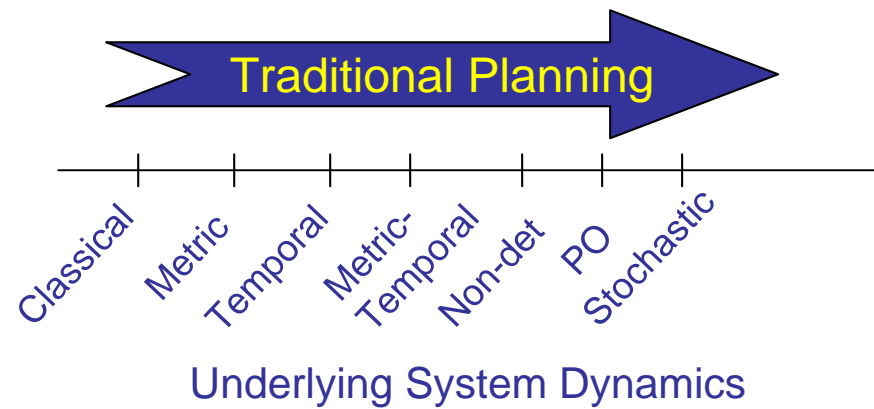 Traditional Planning
Classical
Metric
Temporal
Metric-
Temporal
Non-det
PO
Stochastic
Underlying System Dynamics